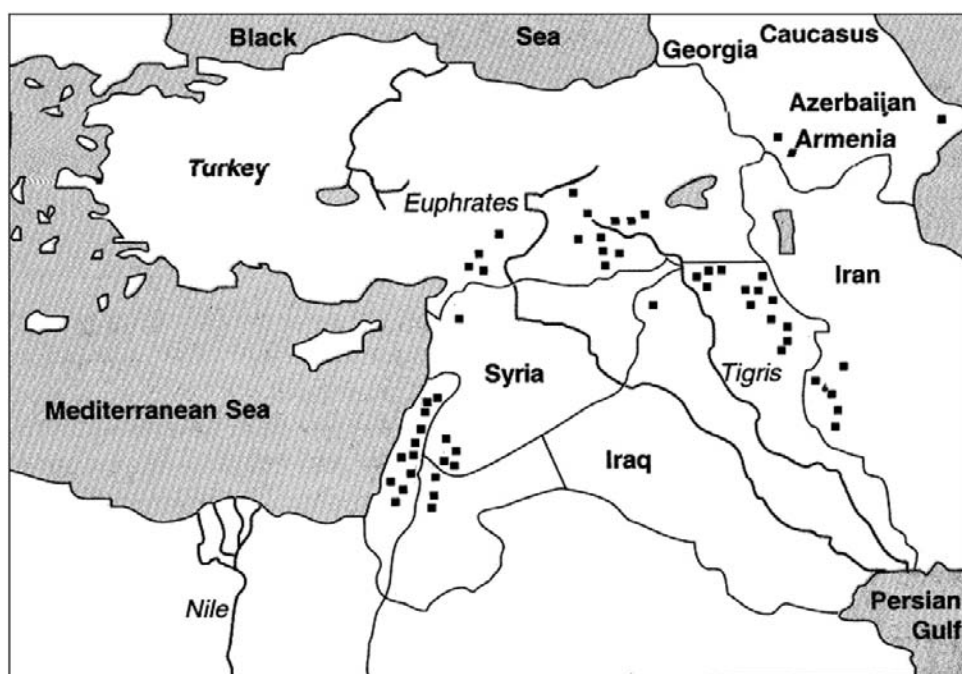 Black
Sea
Georgia
Caucasus
Azerbaijan
Armenia
Turkey
Euphrates
Iran
Syria
Tigris
Mediterranean Sea
Iraq
Nile
Persian
Gulf